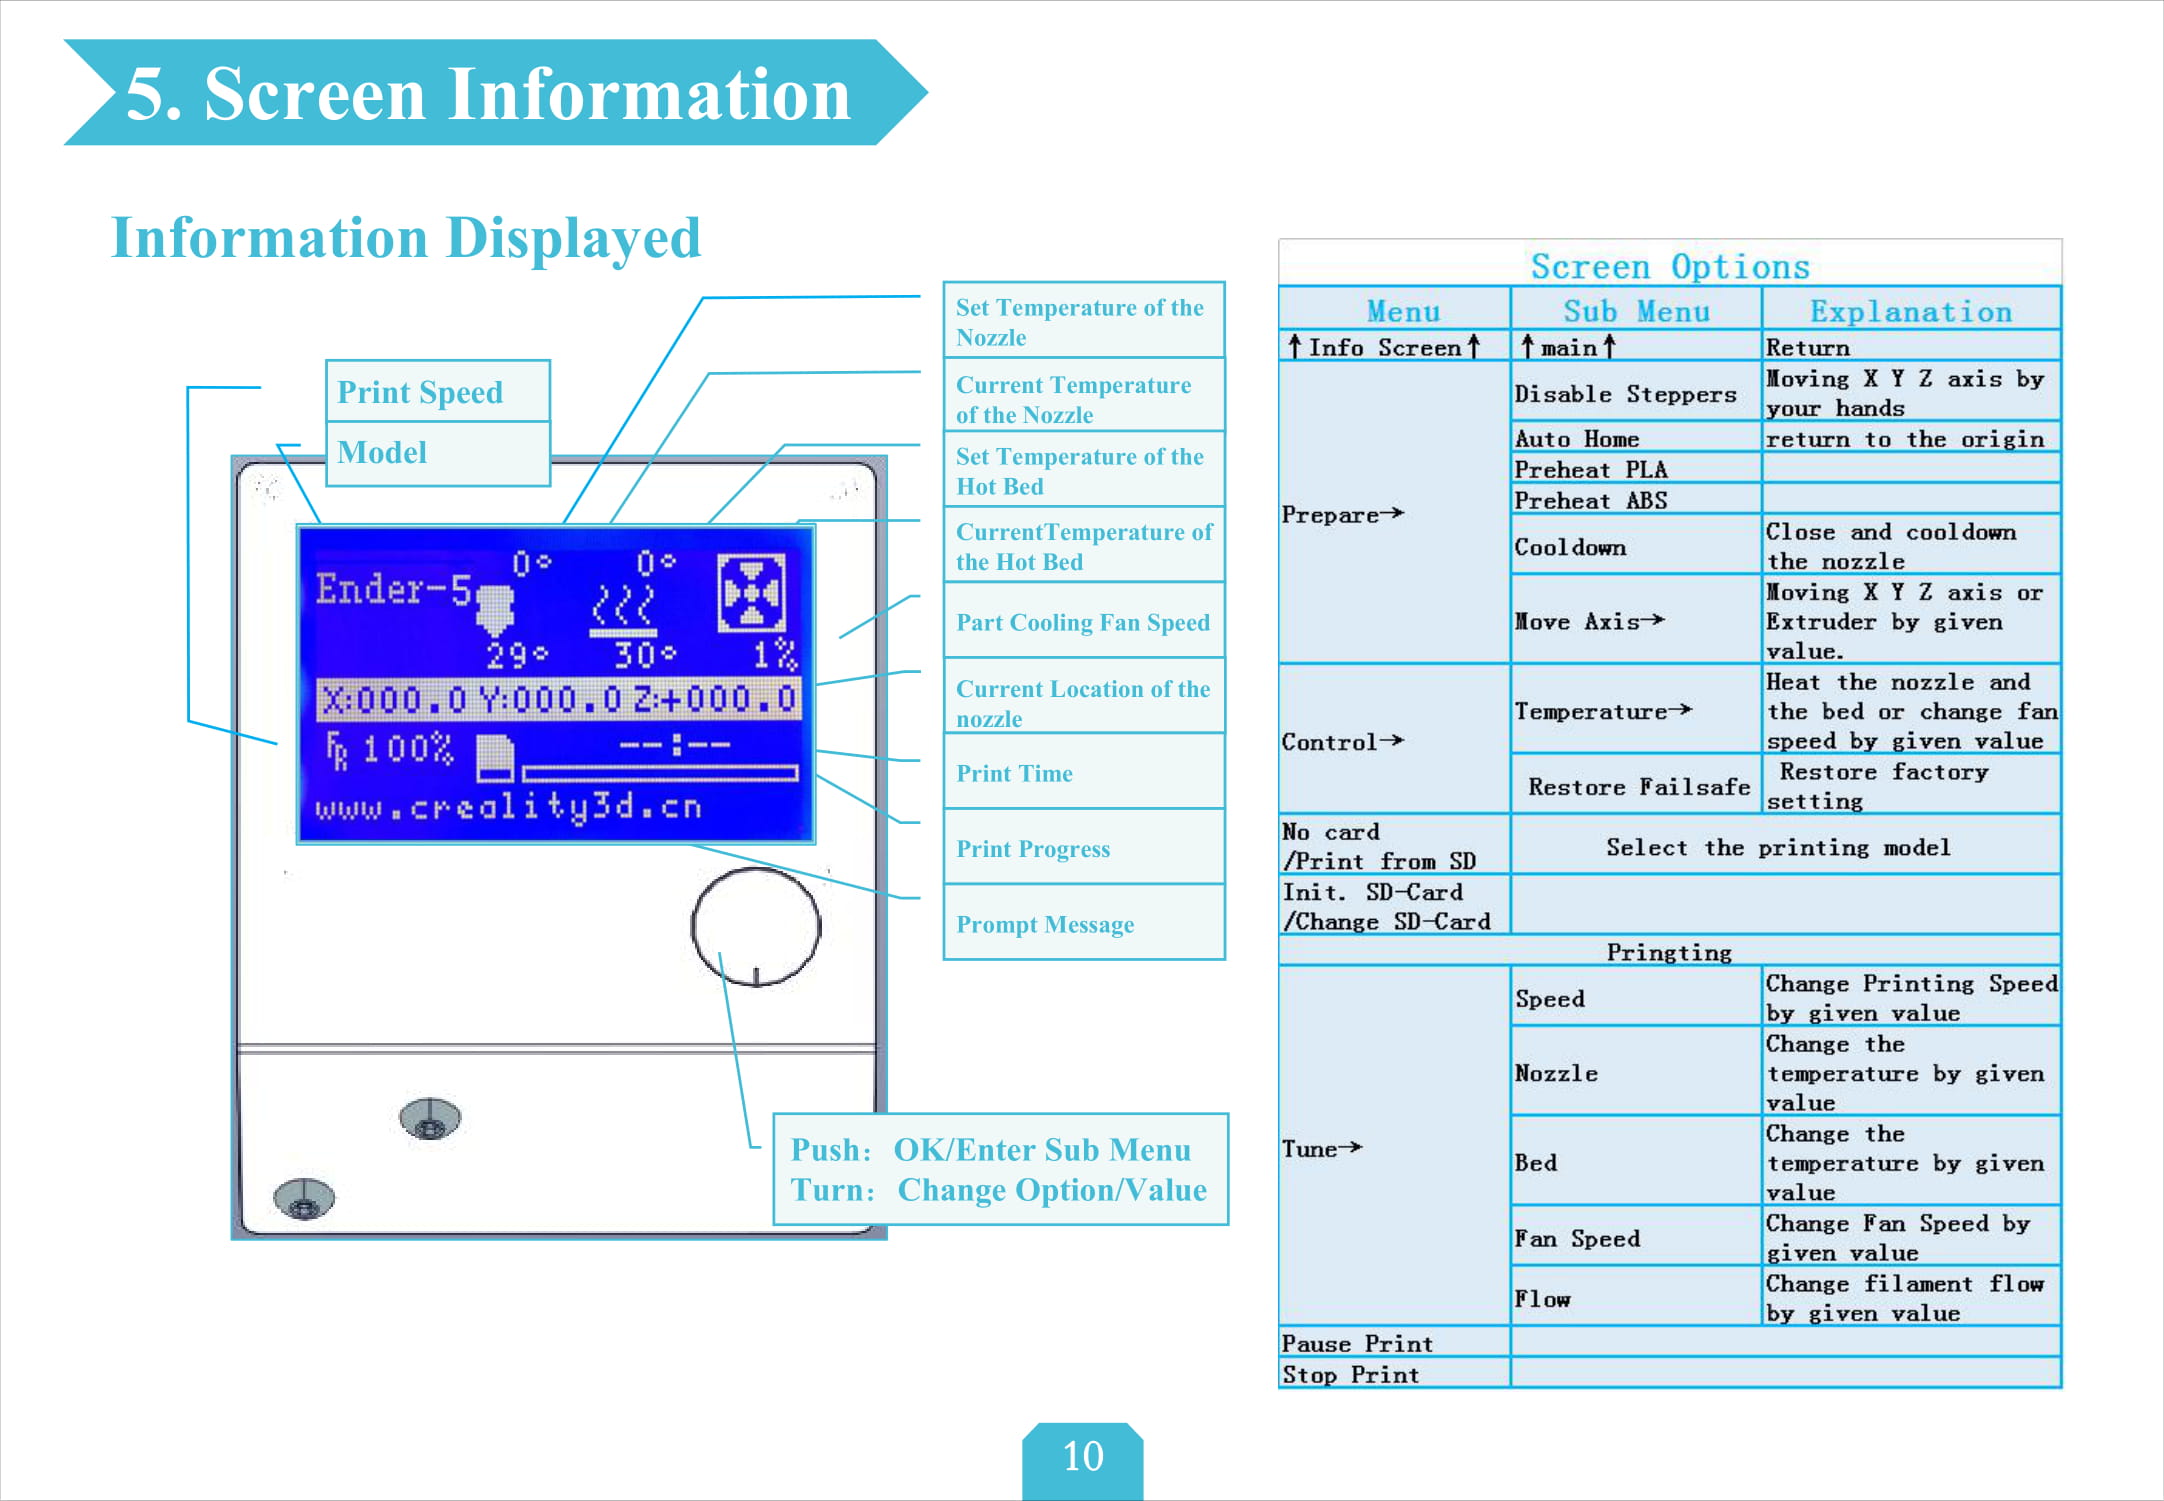 5. Screen Information
Information Displayed
Print Speed
Model
Set Temperature of the
Nozzle
Current Temperature
of the Nozzle
Set Temperature of the
Hot Bed
CurrentTemperature of
the Hot Bed
Part Cooling Fan Speed
Current Location of the
nozzle
Print Time
Print Progress
Prompt Message
0° 0°
Ender-5
29° 30° 1%
X:000.0 Y:000.0 Z:+000.0
FR 100% --:--
www.creality3d.cn
Push： OK/Enter Sub Menu
Turn： Change Option/Value
Screen Options
Menu Sub Menu Explanation
↑Info Screen↑ ↑main↑ Return
Prepare→
Disable Steppers
Moving X Y Z axis by
your hands
Auto Home return to the origin
Preheat PLA
Preheat ABS
Cooldown
Close and cooldown
the nozzle
Move Axis→
Moving X Y Z axis or
Extruder by given
value.
Control→
Temperature→
Heat the nozzle and
the bed or change fan
speed by given value
Restore Failsafe
Restore factory
setting
No card
/Print from SD
Select the printing model
Init. SD-Card
/Change SD-Card
Pringting
Tune→
Speed
Change Printing Speed
by given value
Nozzle
Change the
temperature by given
value
Bed
Change the
temperature by given
value
Fan Speed
Change Fan Speed by
given value
Flow
Change filament flow
by given value
Pause Print
Stop Print
10